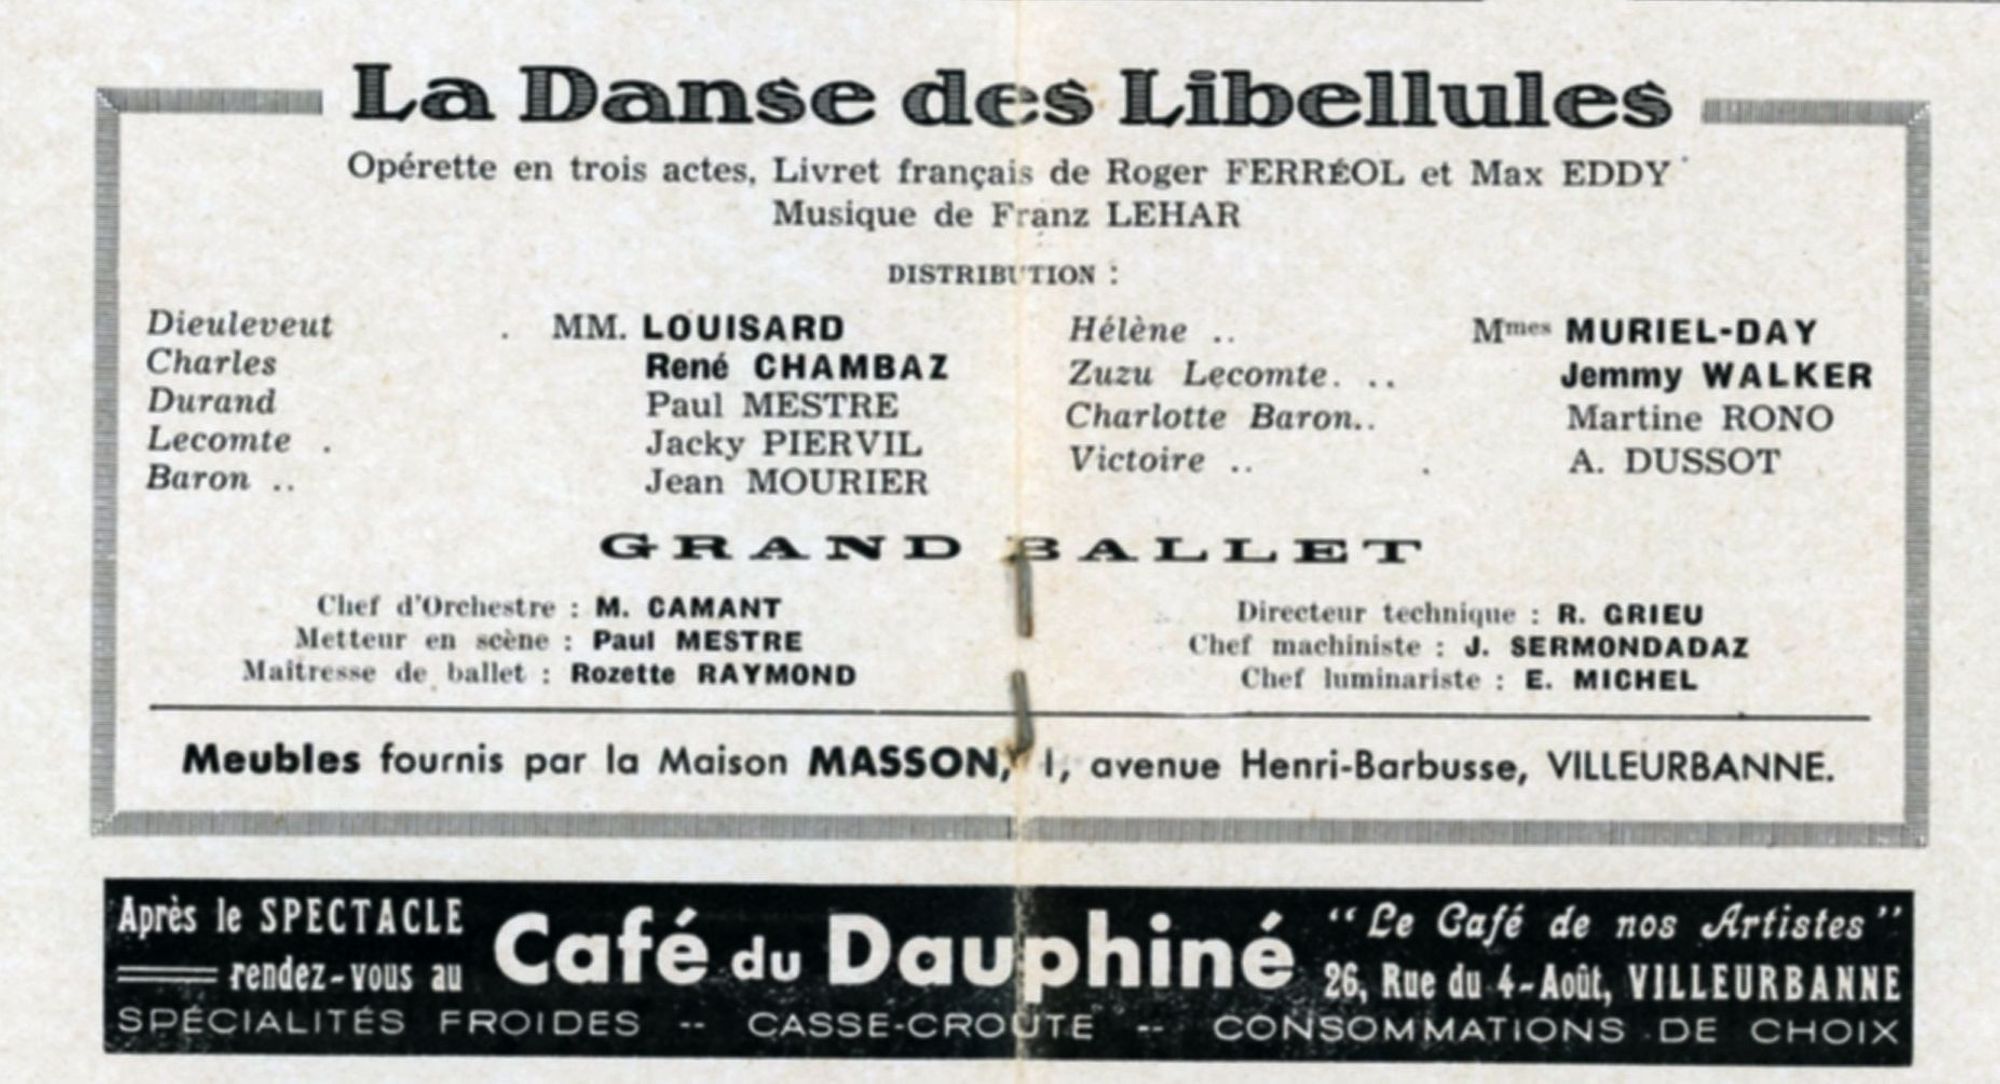 La Danse des Libellules
Opérette en trois actes, Livret français de Roger FERRÉOL et Max EDDY
Musique de Franz LEHAR
DISTRIBUTION :
Dieuleveut . MM. LOUISARD
Charles René CHAMBAZ
Durand Paul MESTRE
Lecomte . Jacky PIERVIL
Baron .. Jean MOURIER
Hélène .. Mmes MURIEL-DAY
Zuzu Lecomte. .. Jemmy WALKER
Charlotte Baron.. Martine RONO
Victoire .. . A. DUSSOT
GRAND BALLET
Chef d'Orchestre : M. CAMANT
Metteur en scène : Paul MESTRE
Maîtresse de ballet : Rozette RAYMOND
Directeur technique : R. GRIEU
Chef machiniste : J. SERMONDADAZ
Chef luminariste : E. MICHEL
Meubles fournis par la Maison MASSON, 1, avenue Henri-Barbusse, VILLEURBANNE.
Après le SPECTACLE
rendez-vous au
Café du Dauphiné
"Le Café de nos Artistes"
26, Rue du 4-Août, VILLEURBANNE
SPÉCIALITÉS FROIDES -- CASSE-CROUTE -- CONSOMMATIONS DE CHOIX